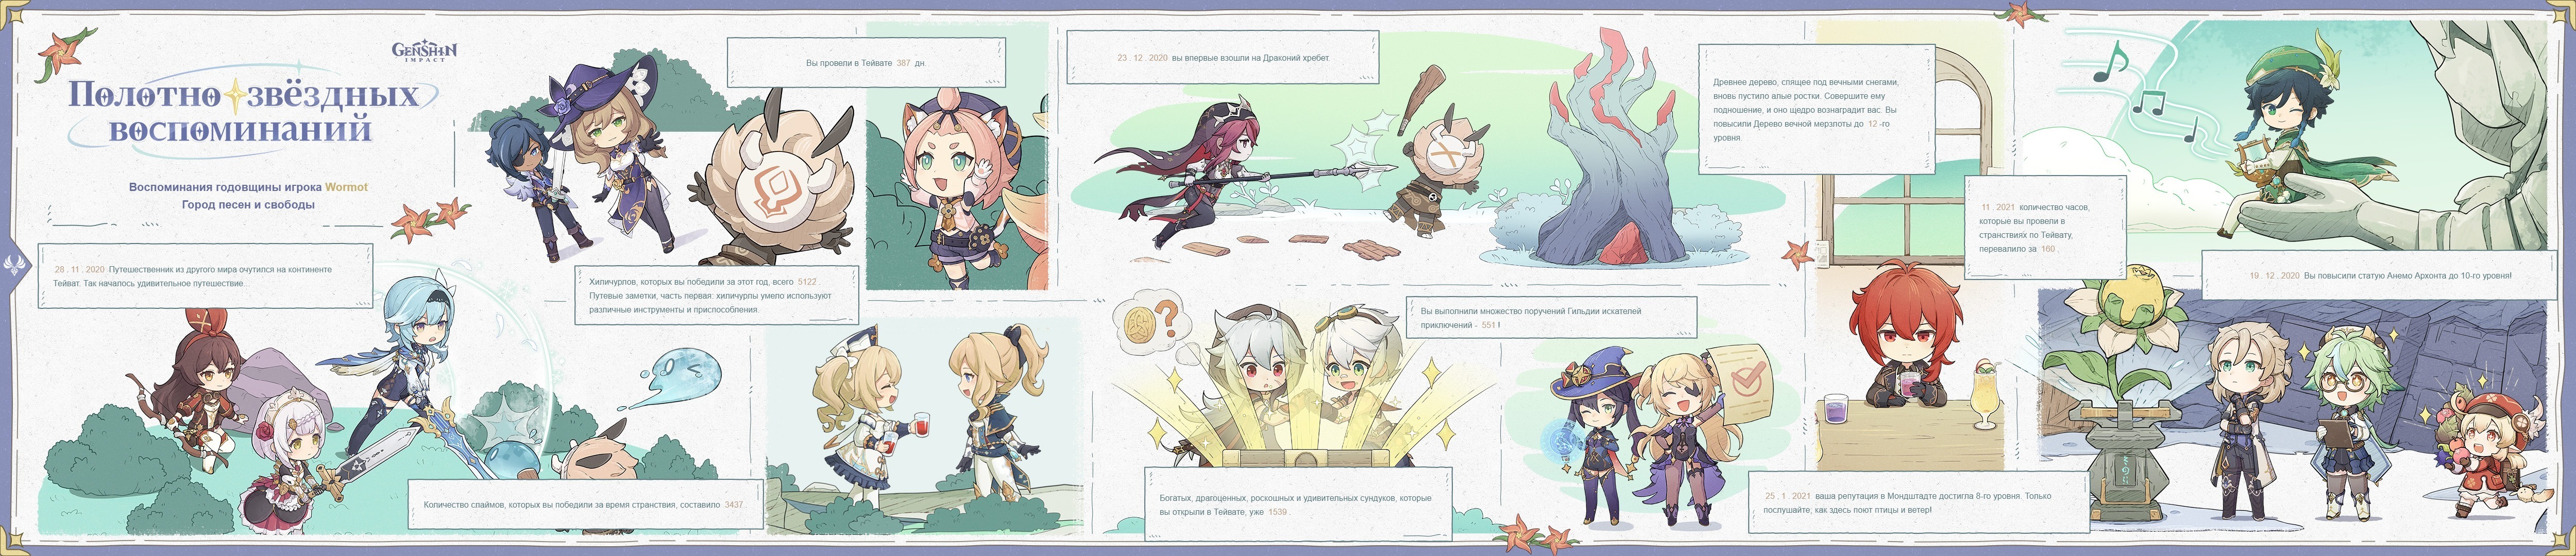 GENSHIN
IMPACT
Полотно звёздных
воспоминаний
Воспоминания годовщины игрока Wormot
Город песен и свободы
28 . 11 . 2020 Путешественник из другого мира очутился на континенте
Тейват. Так началось удивительное путешествие...
Вы провели в Тейвате 387 дн.
Хиличурлов, которых вы победили за этот год, всего 5122 .
Путевые заметки, часть первая: хиличурлы умело используют
различные инструменты и приспособления.
Количество слаймов, которых вы победили за время странствия, составило 3437 .
23 . 12 . 2020 вы впервые взошли на Драконий хребет.
Древнее дерево, спящее под вечными снегами,
вновь пустило алые ростки. Совершите ему
подношение, и оно щедро вознаградит вас. Вы
повысили Дерево вечной мерзлоты до 12 -го
уровня.
Вы выполнили множество поручений Гильдии искателей
приключений - 551 !
Богатых, драгоценных, роскошных и удивительных сундуков, которые
вы открыли в Тейвате, уже 1539 .
11 . 2021 количество часов,
которые вы провели в
странствиях по Тейвату,
перевалило за 160 .
19 . 12 . 2020 Вы повысили статую Анемо Архонта до 10-го уровня!
25 . 1 . 2021 ваша репутация в Мондштадте достигла 8-го уровня. Только
послушайте, как здесь поют птицы и ветер!